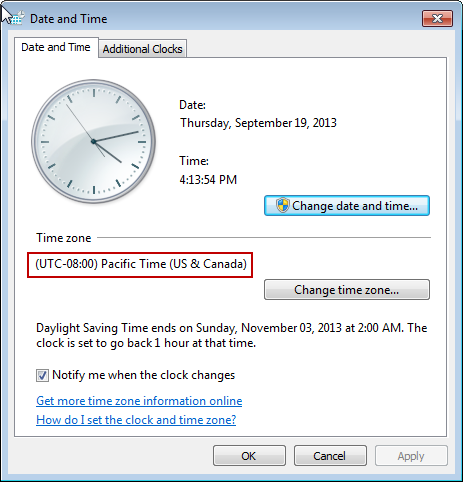 Date and Time
Date and Time
Additional Clocks
Date:
Thursday, September 19, 2013
Time:
4:13:54 PM
Change date and time...
Time zone
(UTC-08:00) Pacific Time (US & Canada)
Change time zone...
Daylight Saving Time ends on Sunday, November 03, 2013 at 2:00 AM. The
clock is set to go back 1 hour at that time.
Notify me when the clock changes
Get more time zone information online
How do I set the clock and time zone?
OK
Cancel
Apply